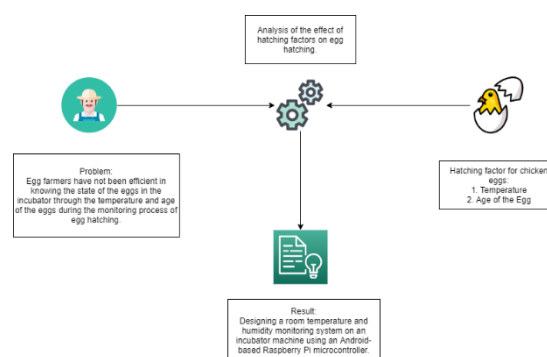 Analysis of the effect of
hatching factors on egg
hatching.
Problem:
Egg farmers have not been efficient in
knowing the state of the eggs in the
incubator through the temperature and age
of the eggs during the monitoring process of
egg hatching.
Hatching factor for chicken
eggs:
1. Temperature
2. Age of the Egg
Result:
Designing a room temperature and
humidity monitoring system on an
incubator machine using an Android-
based Raspberry Pi microcontroller.